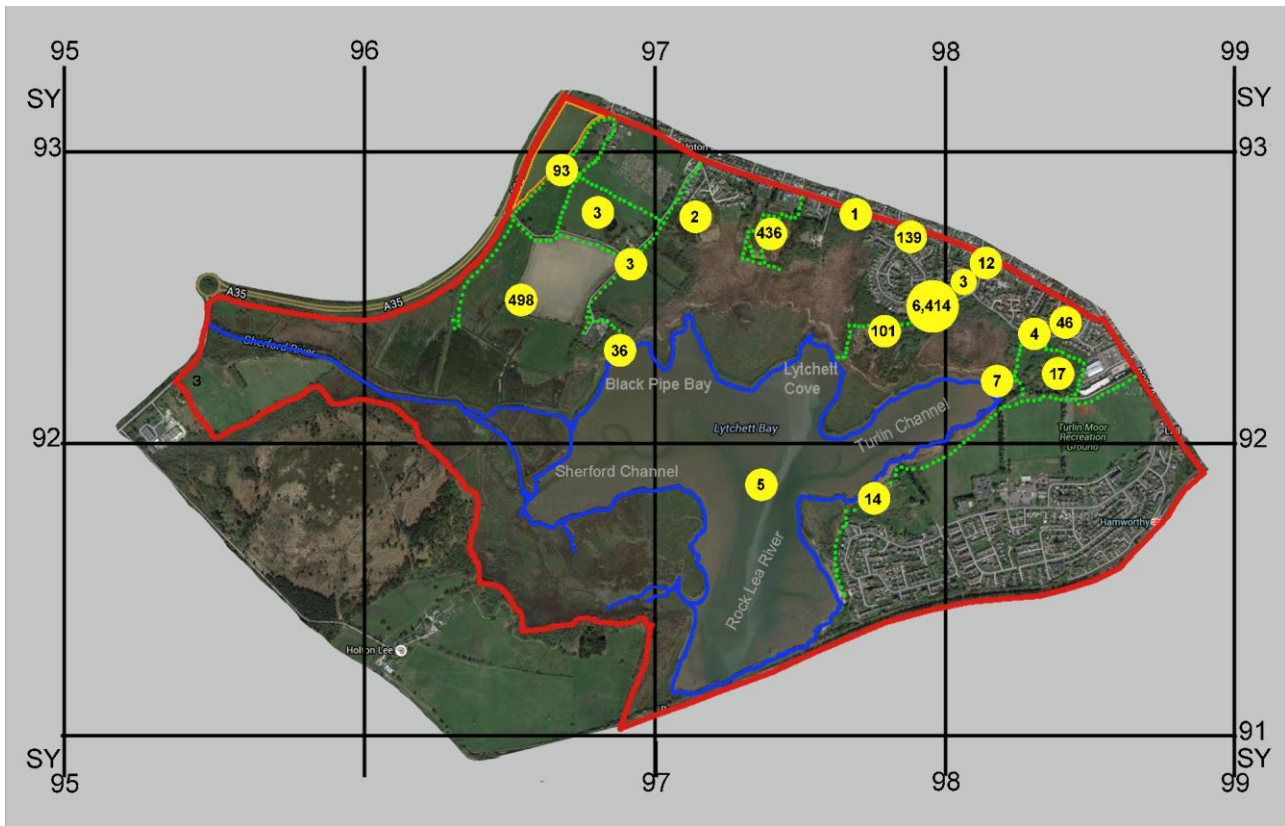 95 96 97 98 99
SY SY
93 93
93
3
2
436
1
139
12
3
3
6,414
498
101
46
4
36
17
7
A35
A35
Sherford River
3
Black Pipe Bay
Lytchett
Cove
Turlin Channel
Turlin Moor
Recreation
Ground
92 92
Lytchett Bay
Sherford Channel
5
14
Hamworthy
Rock Lea River
Holton Lee
91
SY SY
95 97 98 99